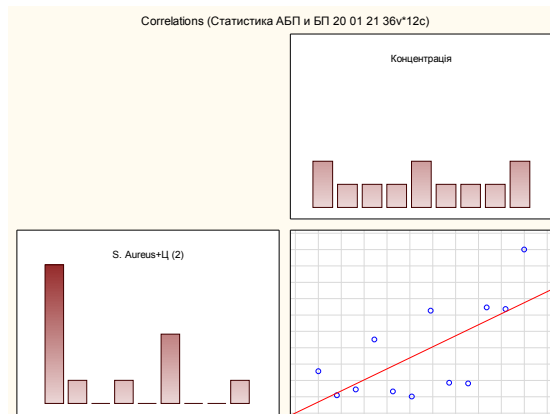 Correlations (Статистика АБП и БП 20 01 21 36v*12c)
Концентрація
S. Aureus+Ц (2)